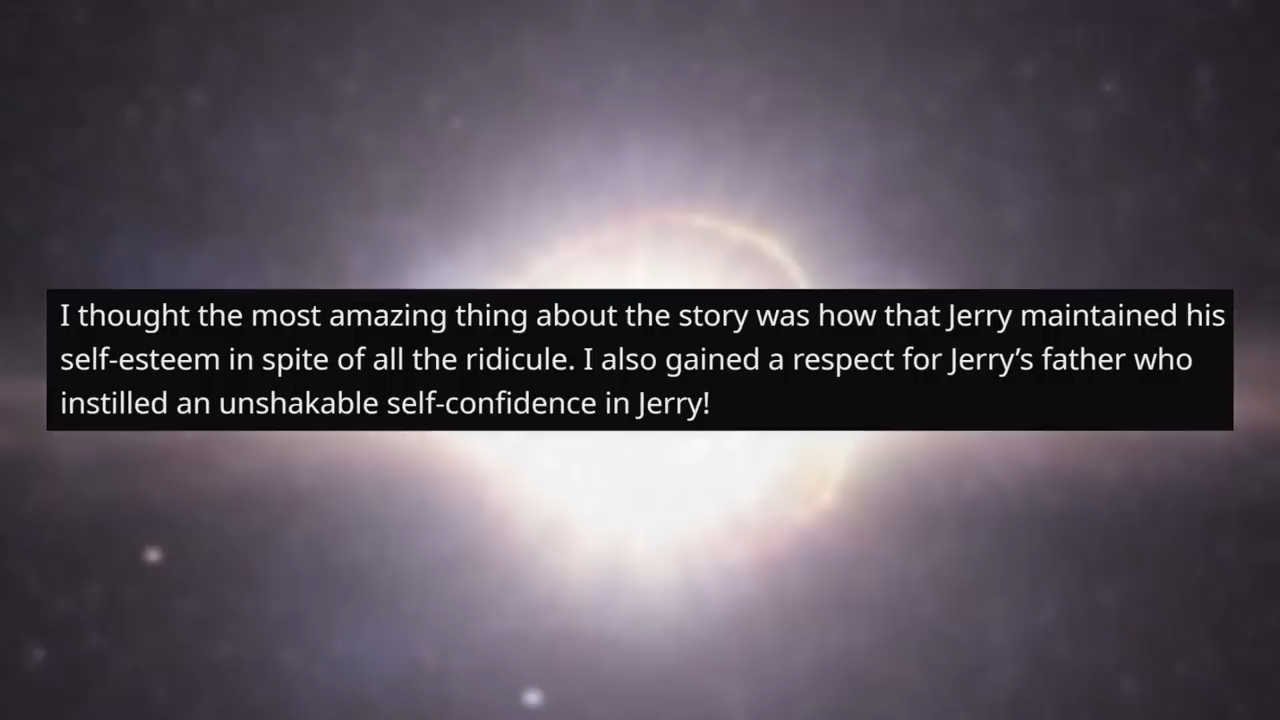 I thought the most amazing thing about the story was how that Jerry maintained his
self-esteem in spite of all the ridicule. I also gained a respect for Jerry’s father who
instilled an unshakable self-confidence in Jerry!